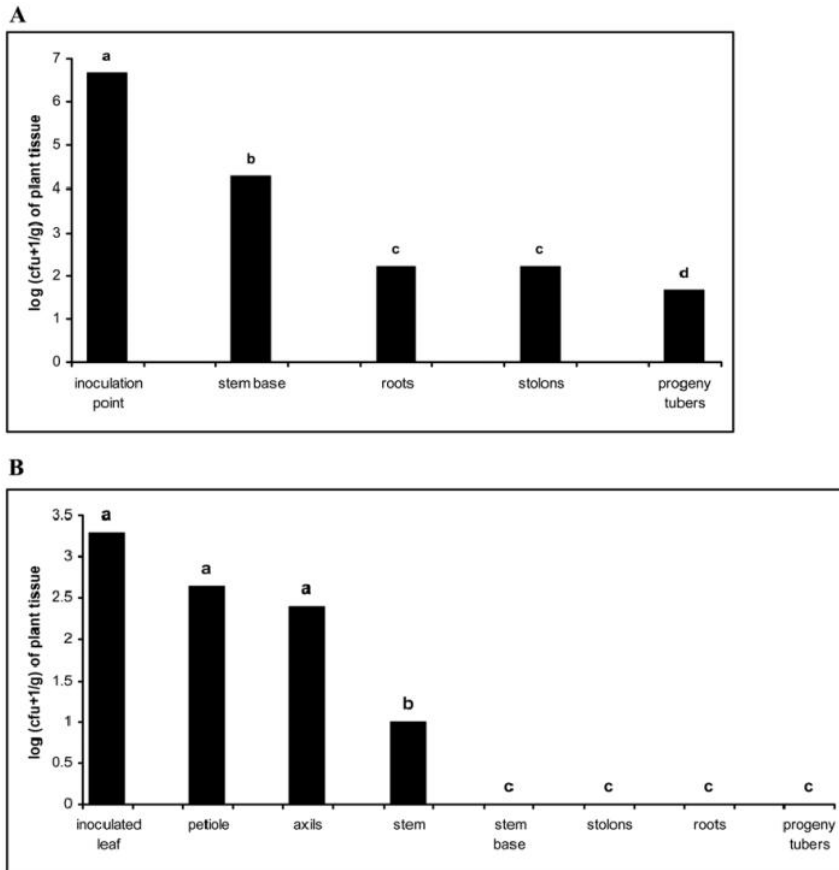 A
log (cfu+1/g) of plant tissue
7
6
5
4
3
2
1
0
a
b
c
c
d
inoculation point
stem base
roots
stolons
progeny tubers
B
log (cfu+1/g) of plant tissue
3.5
3
2.5
2
1.5
1
0.5
0
a
a
a
b
c
c
c
c
inoculated leaf
petiole
axils
stem
stem base
stolons
roots
progeny tubers